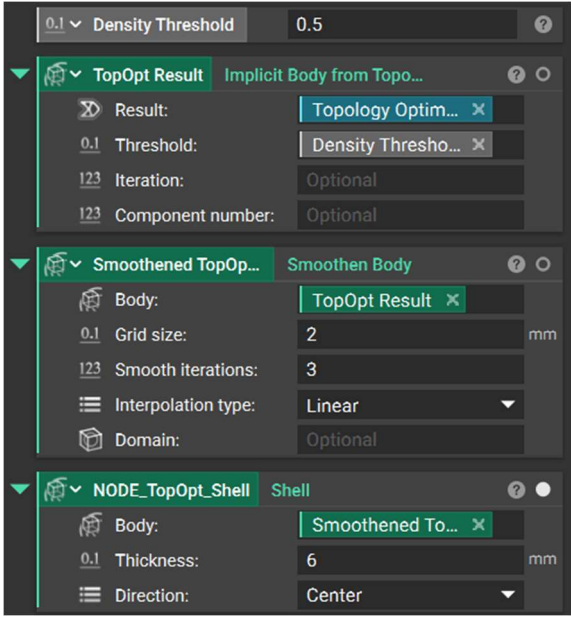 0.1 Density Threshold 0.5 ?
TopOpt Result Implicit Body from Topo... ?
Result: Topology Optim... ×
0.1 Threshold: Density Thresho... ×
123 Iteration: Optional
123 Component number: Optional
Smoothened TopOp... Smoothen Body ?
Body: TopOpt Result ×
0.1 Grid size: 2 mm
123 Smooth iterations: 3
Interpolation type: Linear
Domain: Optional
NODE_TopOpt_Shell Shell ?
Body: Smoothened To... ×
0.1 Thickness: 6 mm
Direction: Center